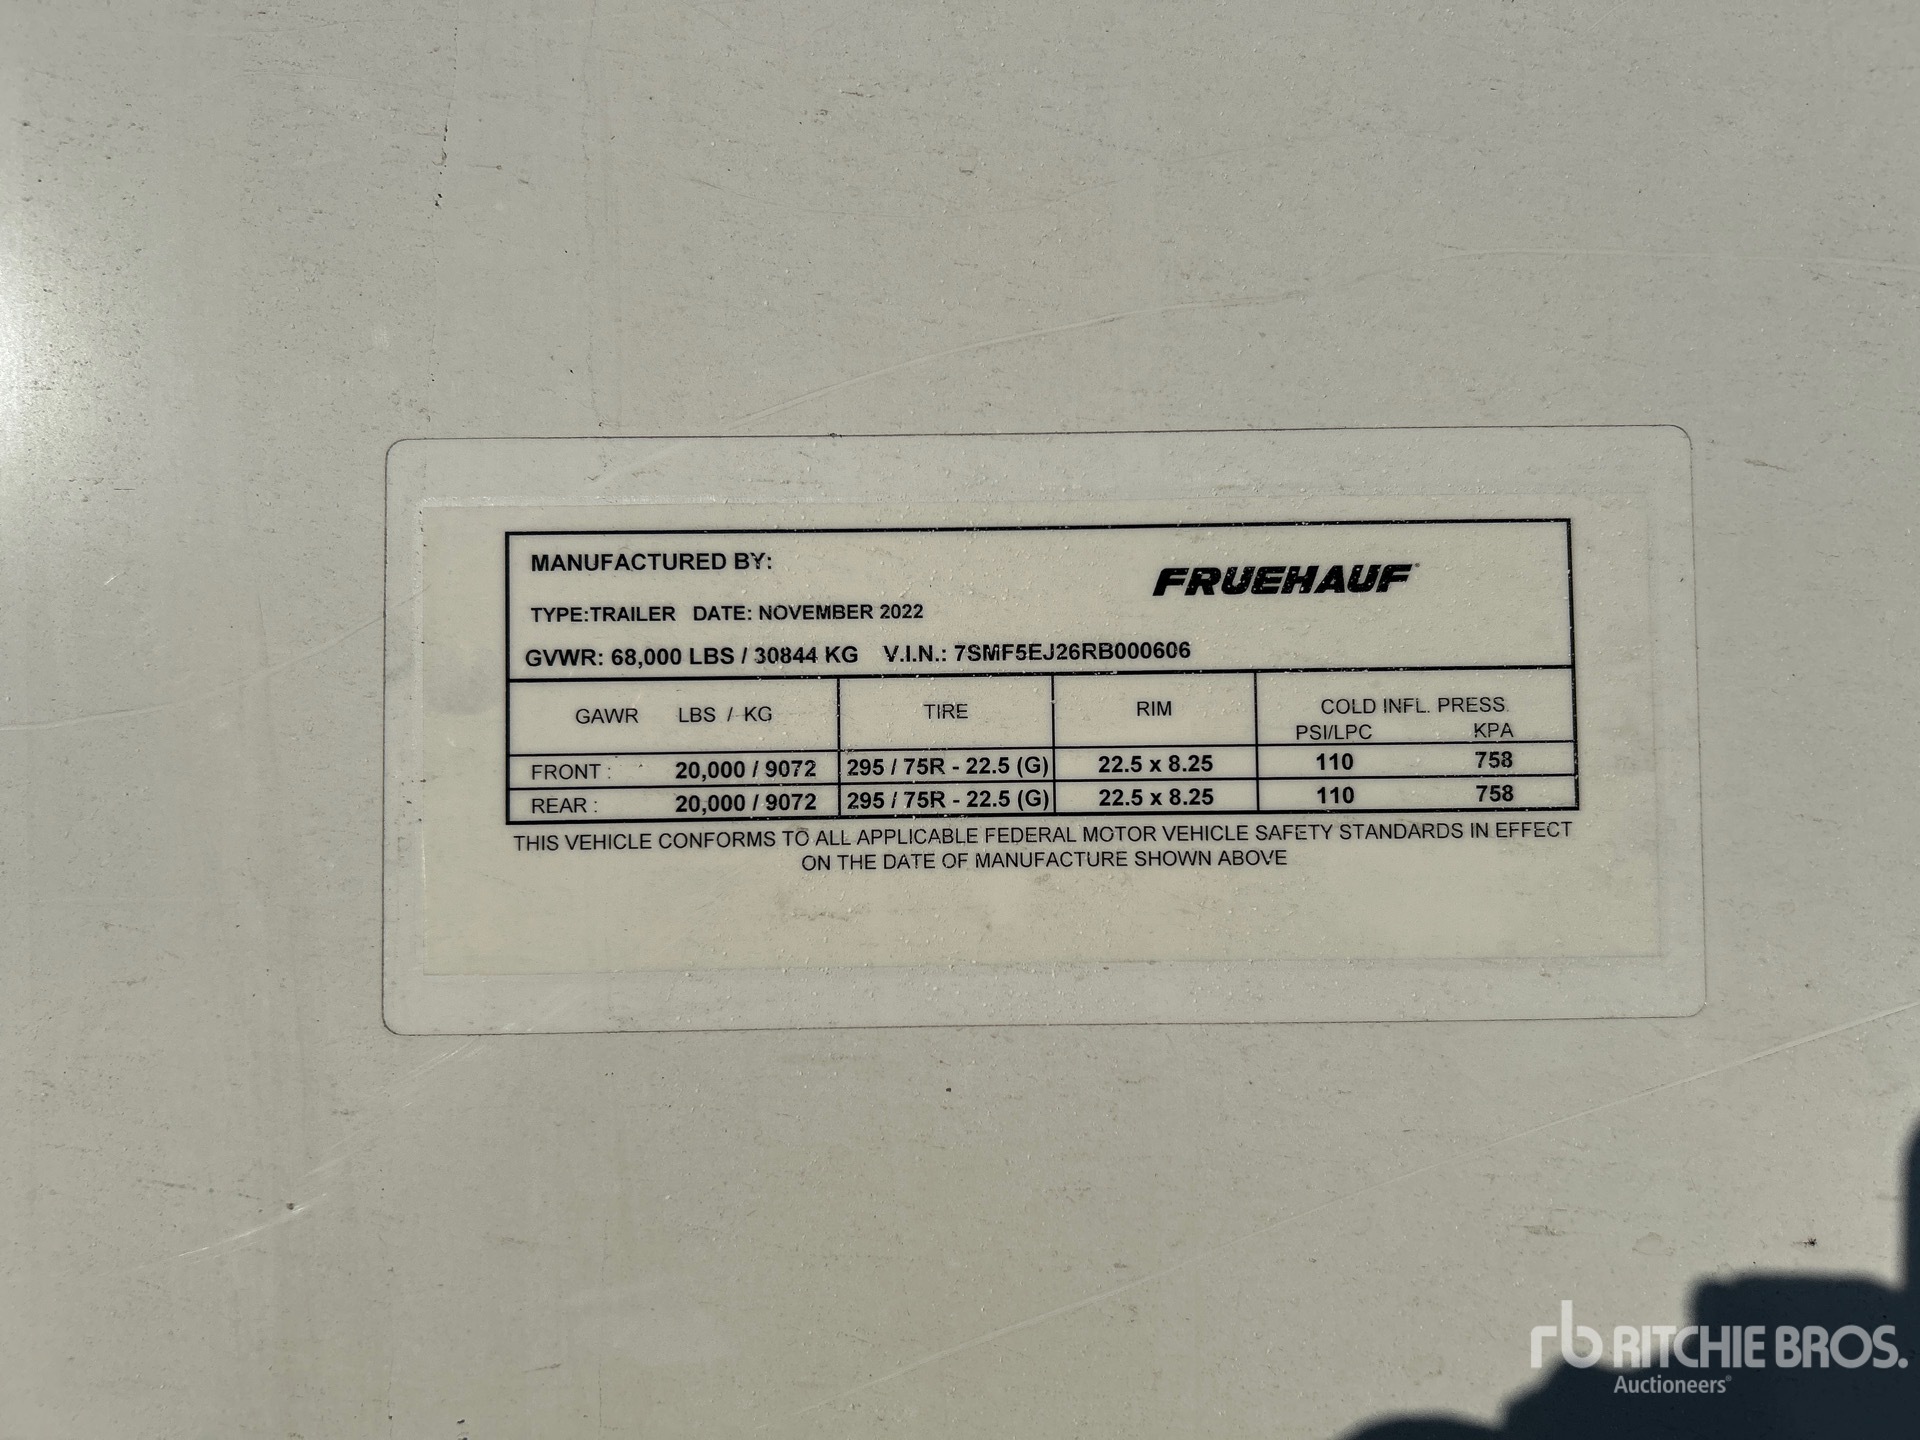 MANUFACTURED BY:
FRUEHAUF
TYPE:TRAILER DATE: NOVEMBER 2022
GVWR: 68,000 LBS / 30844 KG V.I.N.: 7SMF5EJ26RB000606
GAWR LBS / KG TIRE RIM COLD INFL. PRESS.
PSI/LPC KPA
FRONT : 20,000 / 9072 295 / 75R - 22.5 (G) 22.5 x 8.25 110 758
REAR : 20,000 / 9072 295 / 75R - 22.5 (G) 22.5 x 8.25 110 758
THIS VEHICLE CONFORMS TO ALL APPLICABLE FEDERAL MOTOR VEHICLE SAFETY STANDARDS IN EFFECT
ON THE DATE OF MANUFACTURE SHOWN ABOVE
rb RITCHIE BROS.
Auctioneers®